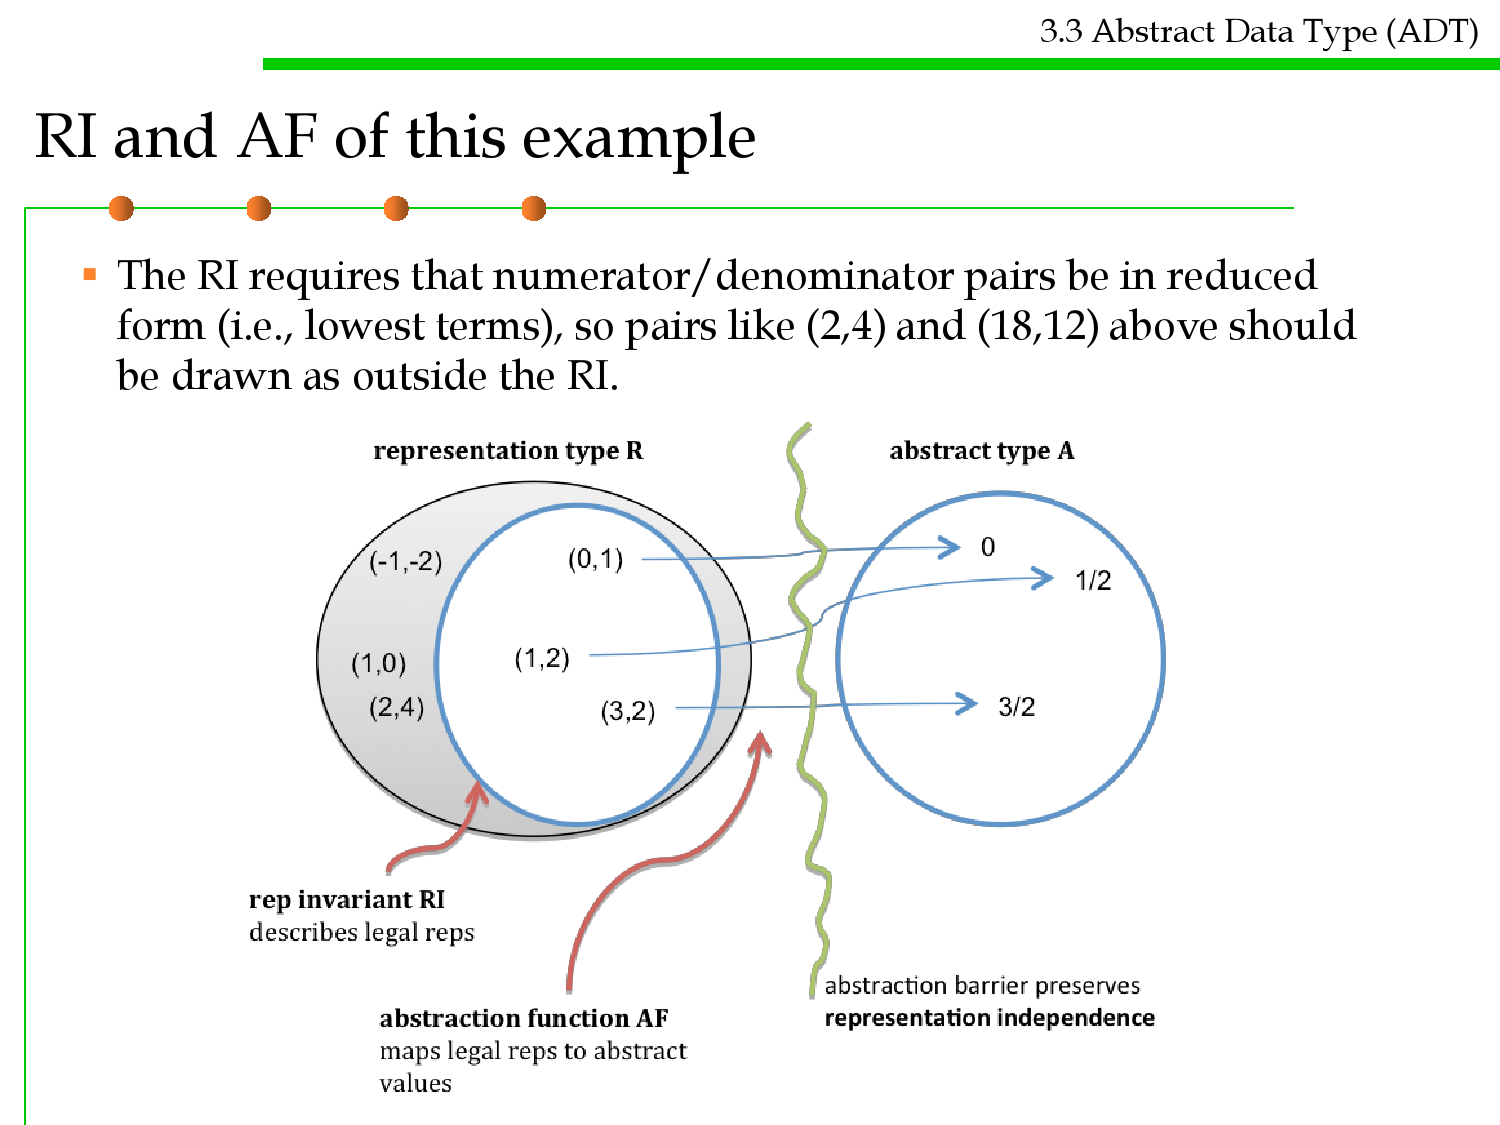 3.3 Abstract Data Type (ADT)
RI and AF of this example
The RI requires that numerator/denominator pairs be in reduced
form (i.e., lowest terms), so pairs like (2,4) and (18,12) above should
be drawn as outside the RI.
representation type R
abstract type A
(-1,-2)
(0,1)
0
1/2
(1,0)
(1,2)
(2,4)
(3,2)
3/2
rep invariant RI
describes legal reps
abstraction function AF
maps legal reps to abstract
values
abstraction barrier preserves
representation independence